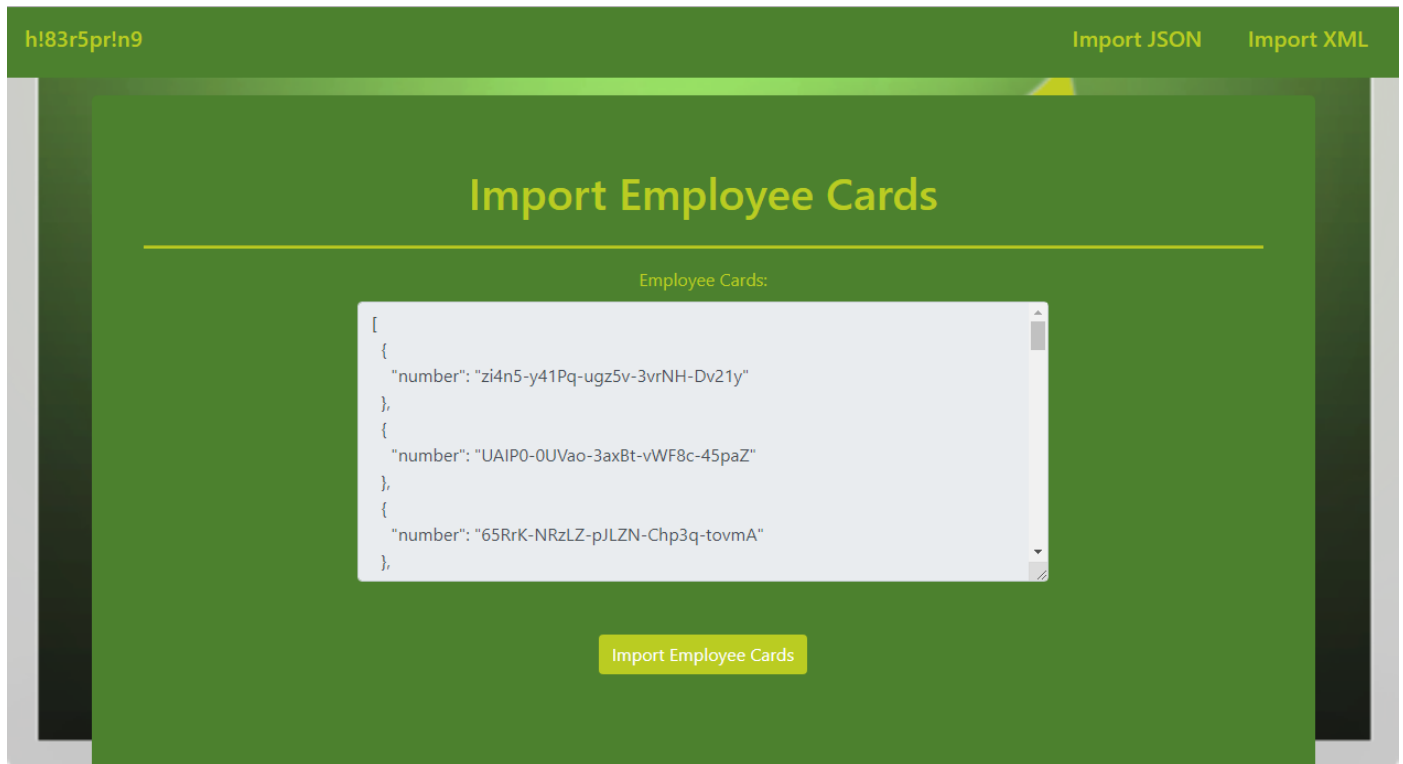 h!83r5pr!n9
Import JSON
Import XML
Import Employee Cards
Employee Cards:
[
{
"number": "zi4n5-y41Pq-ugz5v-3vrNH-Dv21y"
},
{
"number": "UAIP0-0UVao-3axBt-vWF8c-45paZ"
},
{
"number": "65RrK-NRzLZ-pJLZN-Chp3q-tovmA"
},
Import Employee Cards